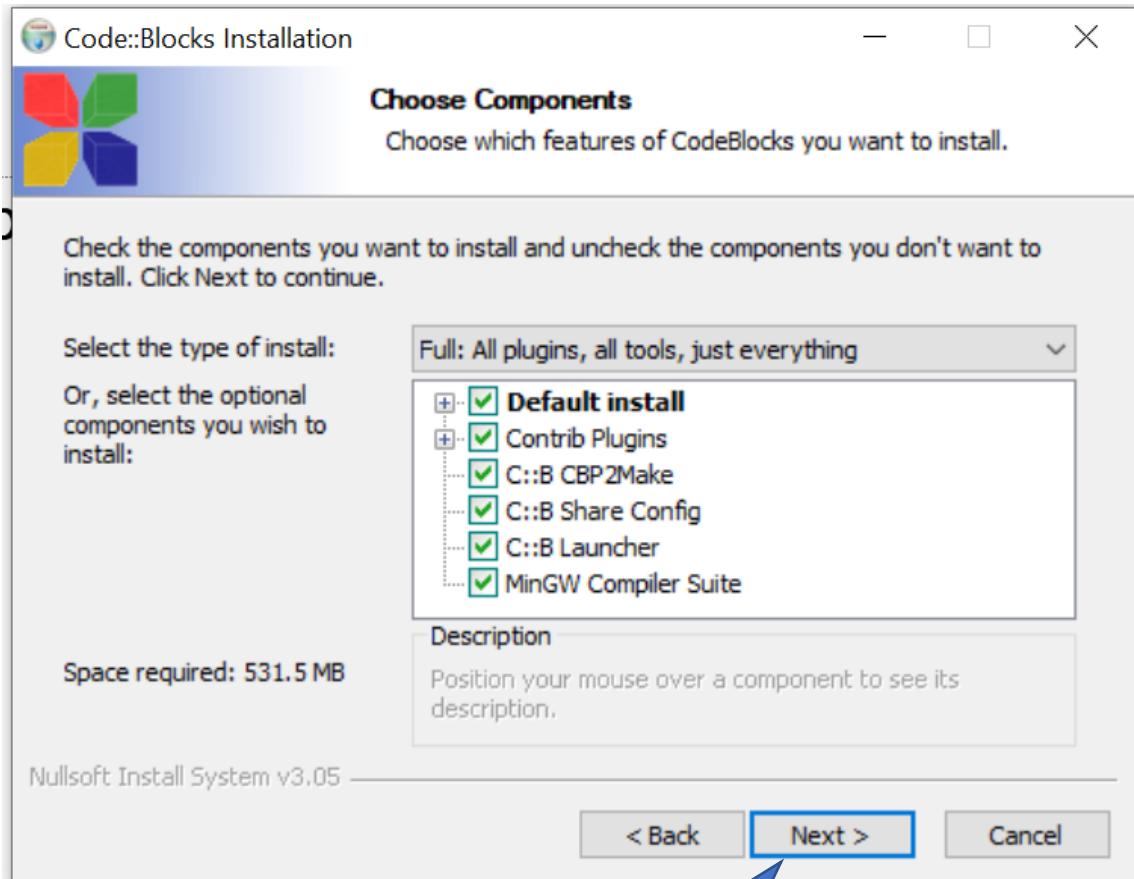 Code::Blocks Installation
Choose Components
Choose which features of CodeBlocks you want to install.
Check the components you want to install and uncheck the components you don't want to
install. Click Next to continue.
Select the type of install:
Full: All plugins, all tools, just everything
Or, select the optional
components you wish to
install:
Default install
Contrib Plugins
C::B CBP2Make
C::B Share Config
C::B Launcher
MinGW Compiler Suite
Space required: 531.5 MB
Description
Position your mouse over a component to see its
description.
Nullsoft Install System v3.05
< Back
Next >
Cancel